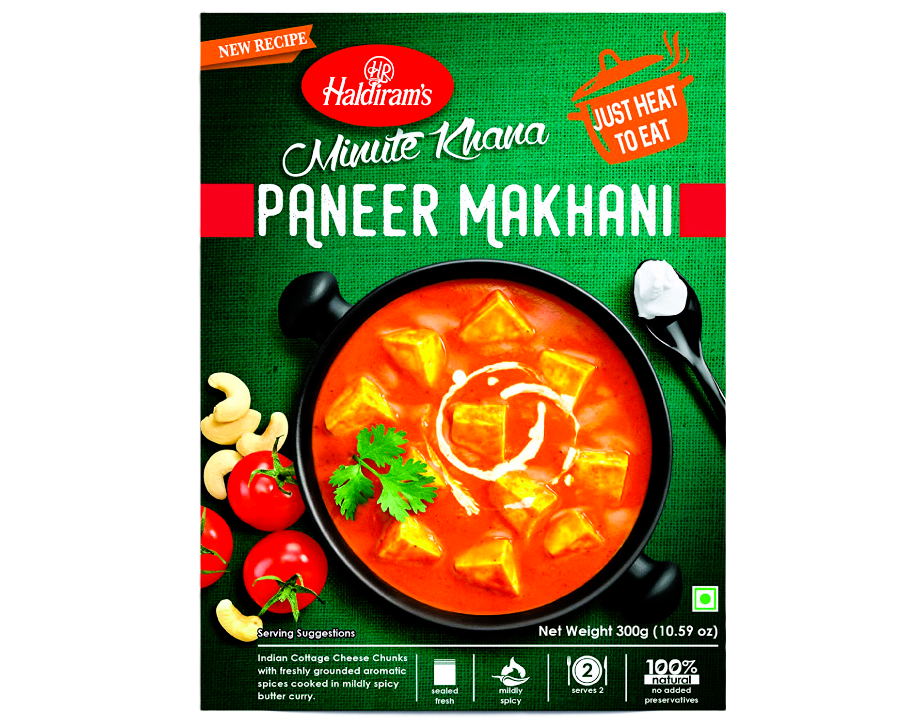 NEW RECIPE
HR
Haldiram's
JUST HEAT
TO EAT
Minute Khana
PANEER MAKHANI
Serving Suggestions
Net Weight 300g (10.59 oz)
Indian Cottage Cheese Chunks
with freshly grounded aromatic
spices cooked in mildly spicy
butter curry.
sealed
fresh
mildly
spicy
2
serves 2
100%
natural
no added
preservatives